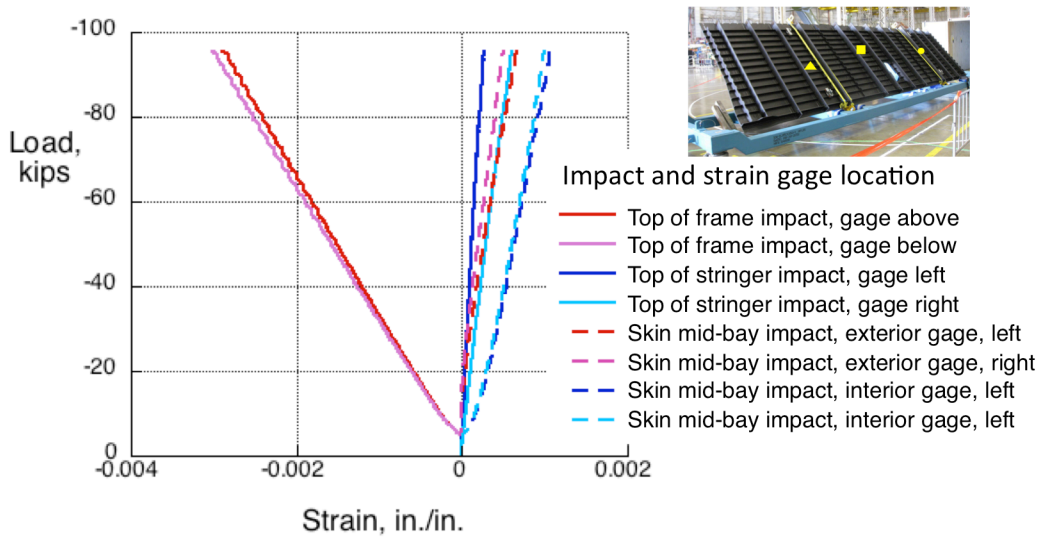 -100
-80
-60
-40
-20
0
Load,
kips
-0.004
-0.002
0
0.002
Strain, in./in.
Impact and strain gage location
Top of frame impact, gage above
Top of frame impact, gage below
Top of stringer impact, gage left
Top of stringer impact, gage right
Skin mid-bay impact, exterior gage, left
Skin mid-bay impact, exterior gage, right
Skin mid-bay impact, interior gage, left
Skin mid-bay impact, interior gage, left